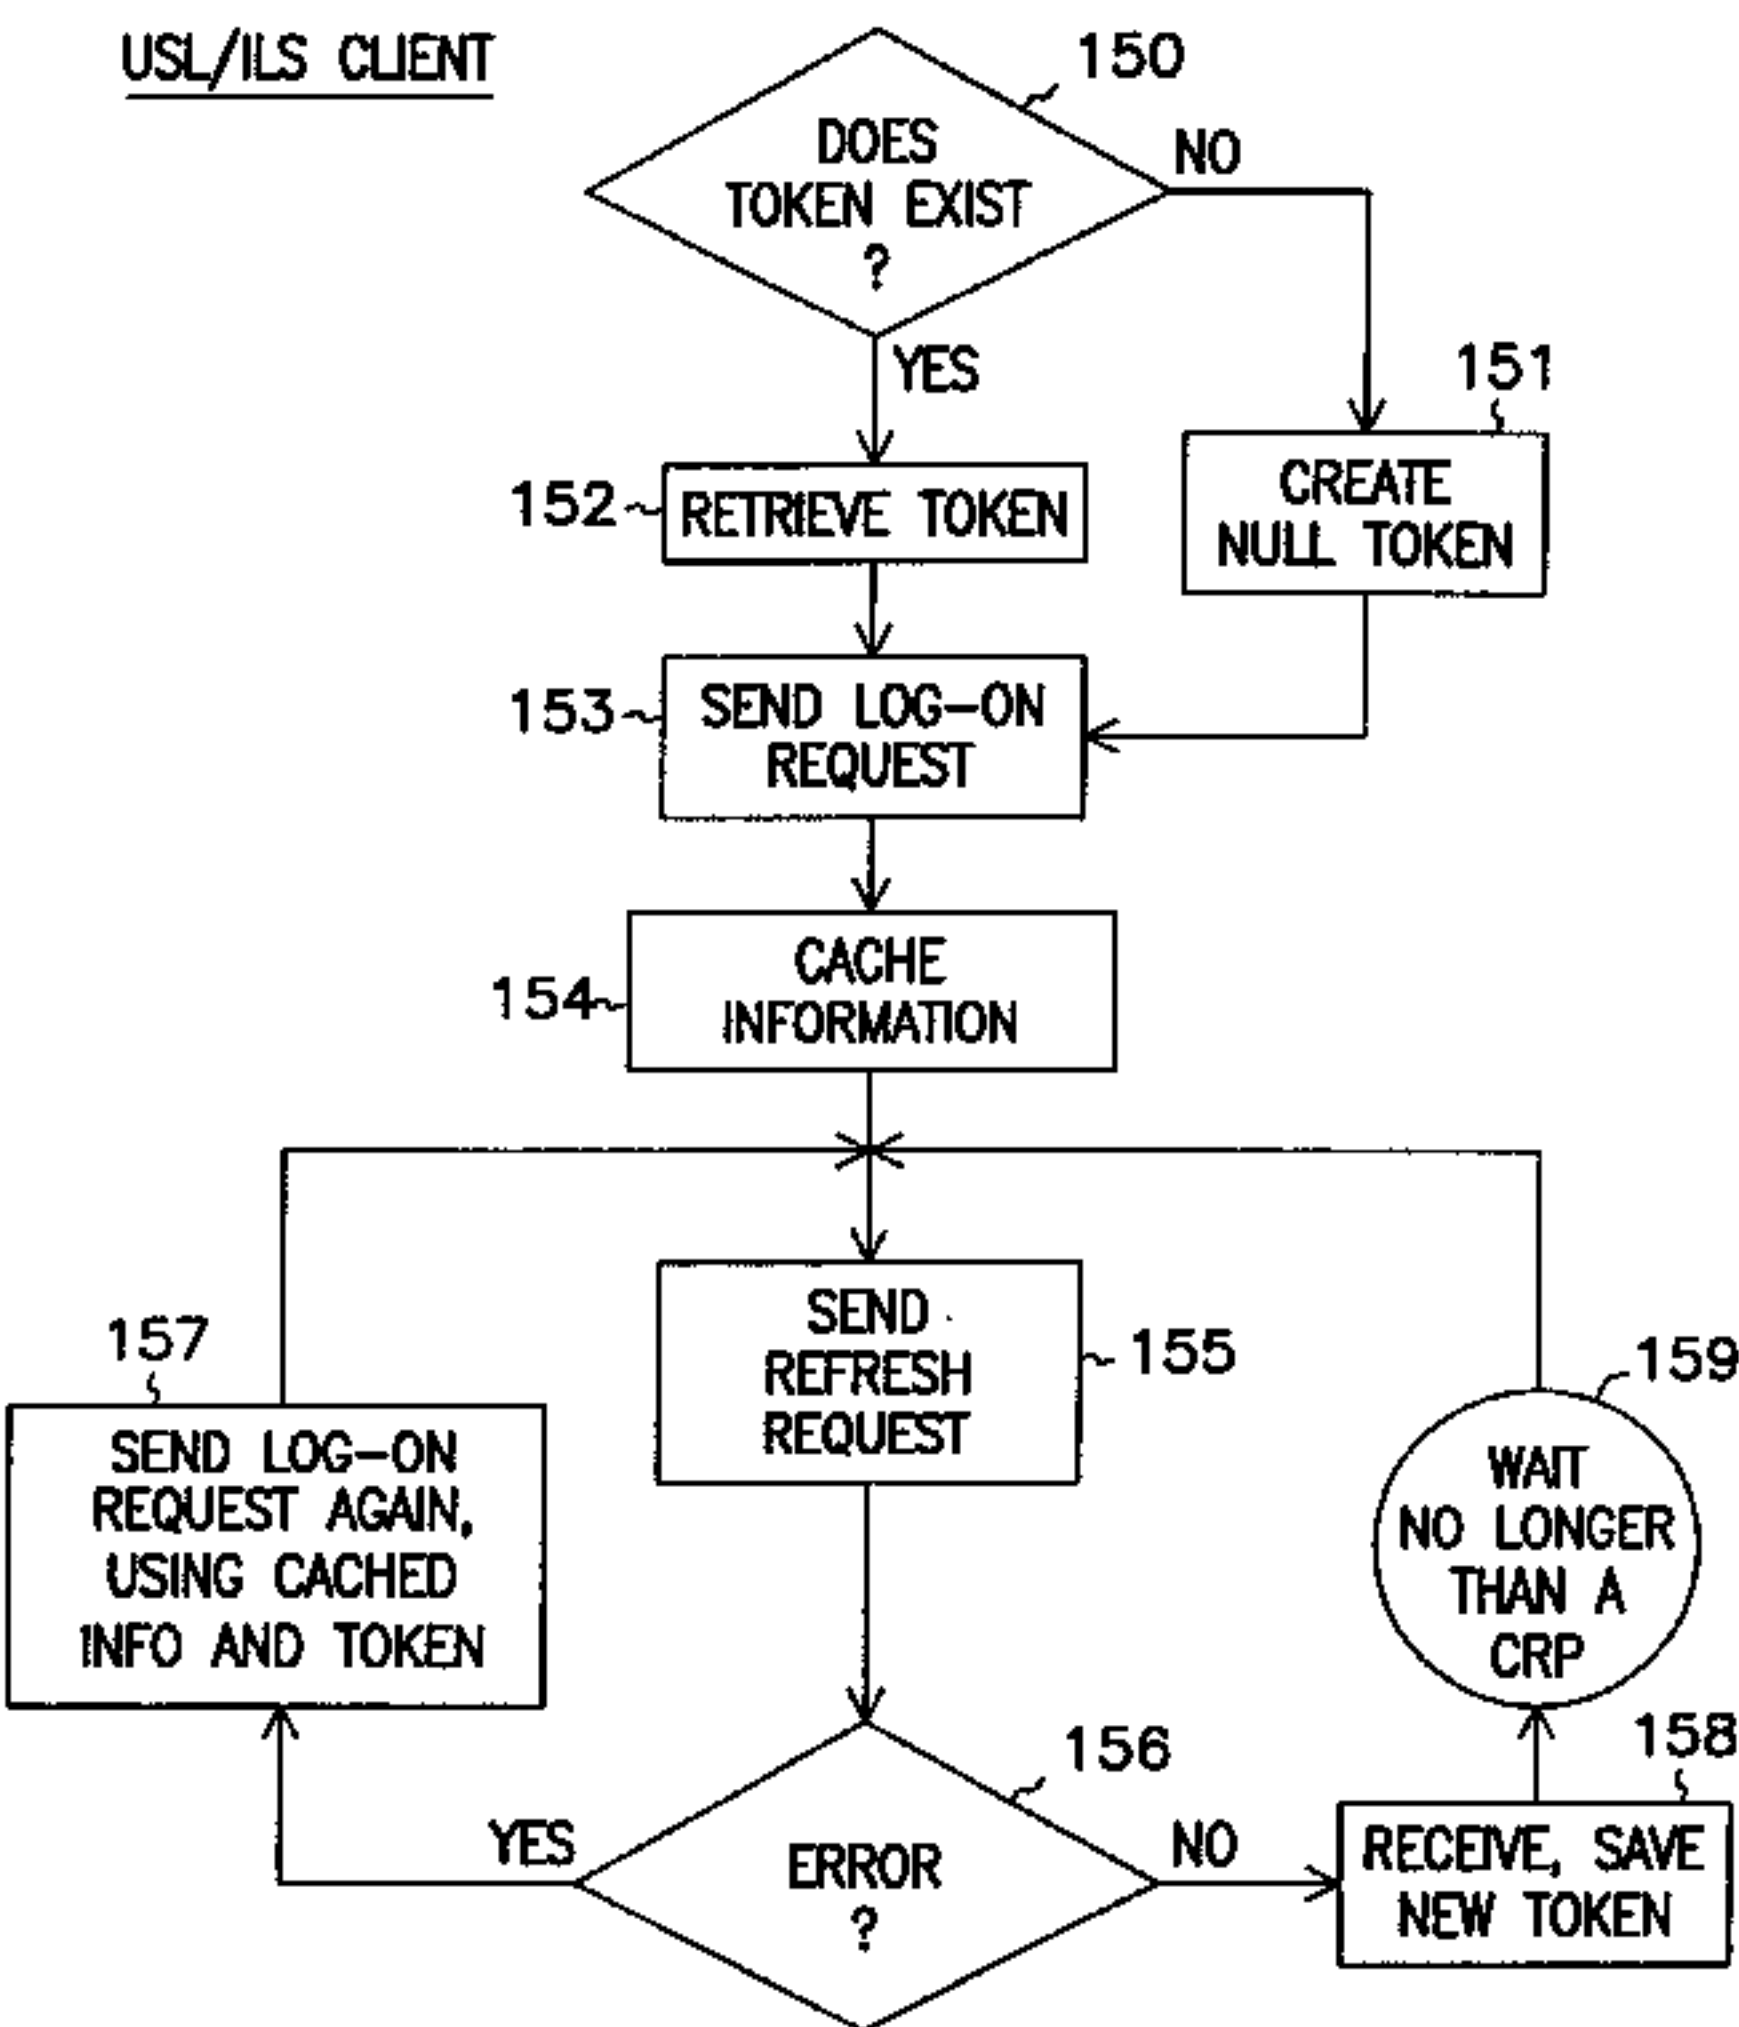 USL/ILS CLIENT
150
DOES
TOKEN EXIST
?
NO
YES
151
CREATE
NULL TOKEN
152
RETRIEVE TOKEN
153
SEND LOG-ON
REQUEST
154
CACHE
INFORMATION
155
SEND
REFRESH
REQUEST
157
SEND LOG-ON
REQUEST AGAIN,
USING CACHED
INFO AND TOKEN
159
WAIT
NO LONGER
THAN A
CRP
156
ERROR
?
YES
NO
158
RECEIVE, SAVE
NEW TOKEN